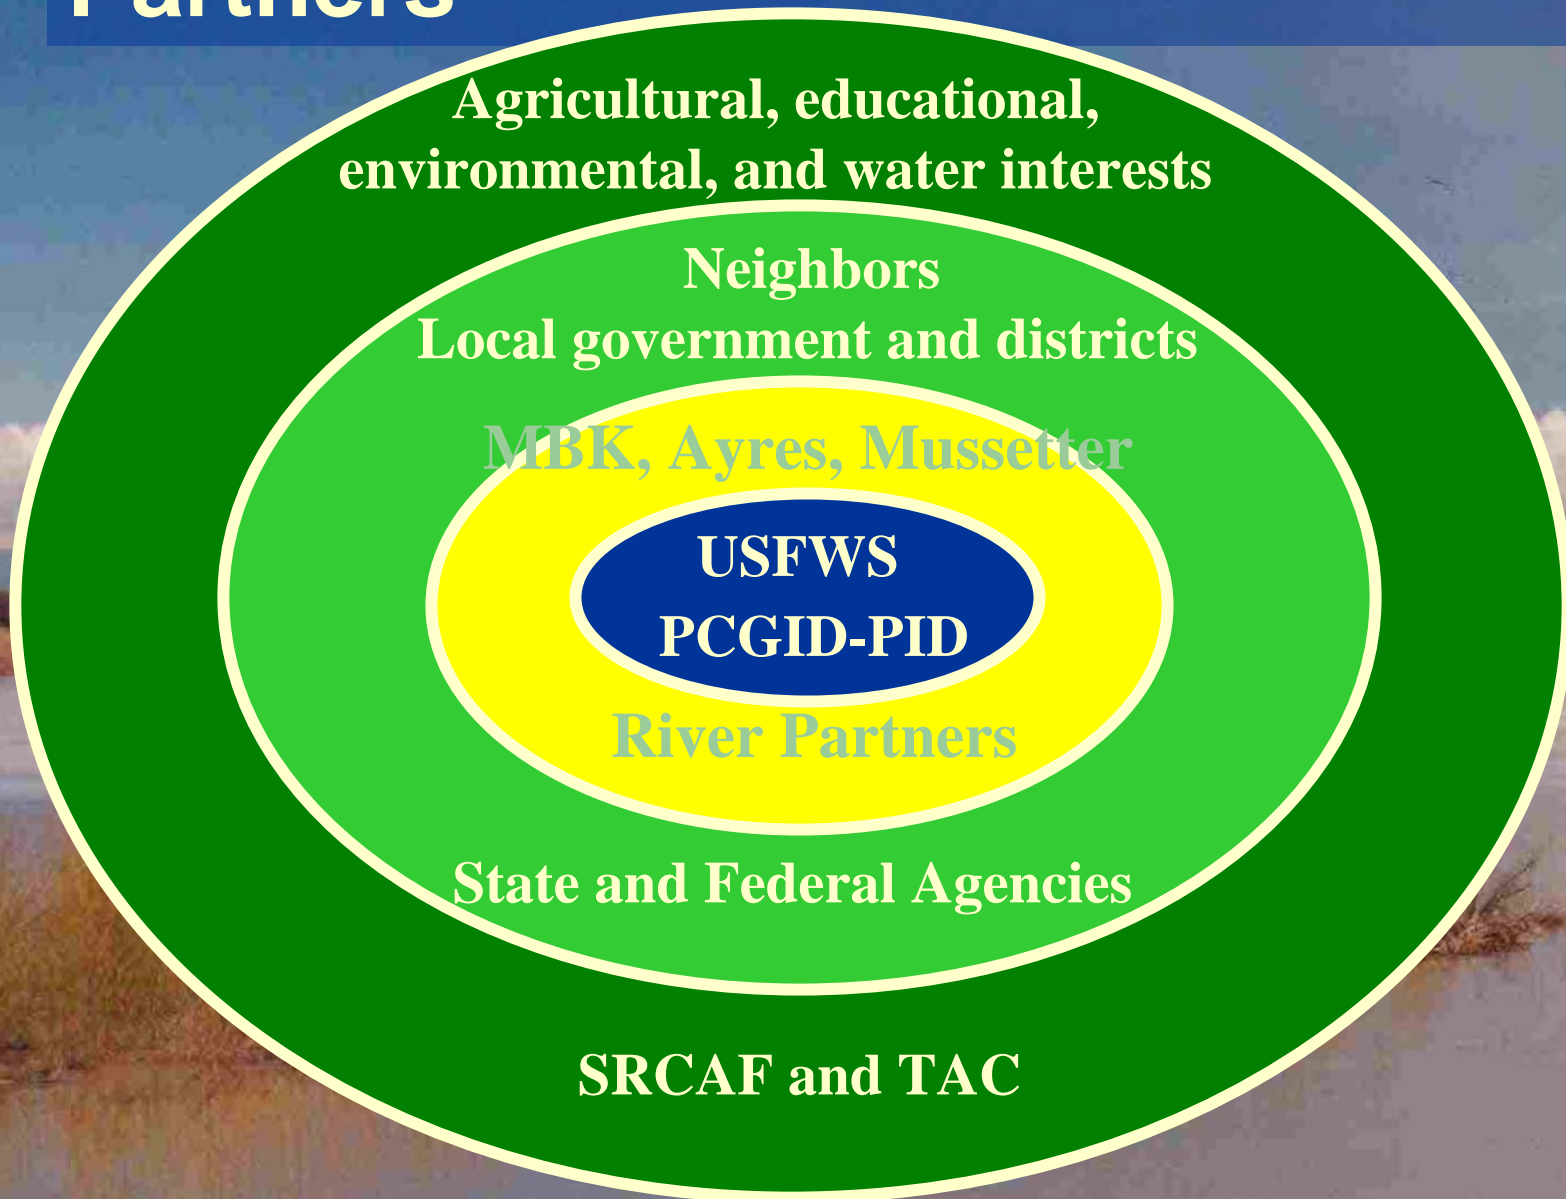 Partners
Agricultural, educational,
environmental, and water interests
Neighbors
Local government and districts
MBK, Ayres, Mussetter
USFWS
PCGID-PID
River Partners
State and Federal Agencies
SRCAF and TAC